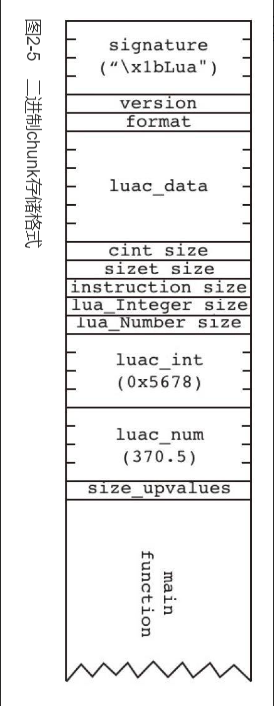 signature
("\x1bLua")
version
format
luac_data
cint size
sizet size
instruction size
lua_Integer size
lua_Number size
luac_int
(0x5678)
luac_num
(370.5)
size_upvalues
main
function
图2-5 二进制chunk存储格式